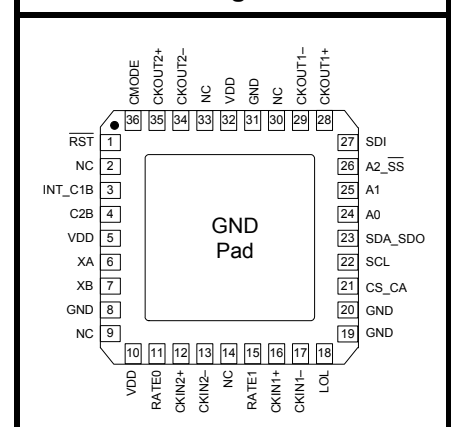 CMODE
CKOUT2+
CKOUT2–
NC
VDD
GND
NC
CKOUT1–
CKOUT1+
36 35 34 33 32 31 30 29 28
RST 1
NC 2
INT_C1B 3
C2B 4
VDD 5
XA 6
XB 7
GND 8
NC 9
GND
Pad
27 SDI
26 A2_SS
25 A1
24 A0
23 SDA_SDO
22 SCL
21 CS_CA
20 GND
19 GND
10 11 12 13 14 15 16 17 18
VDD
RATE0
CKIN2+
CKIN2–
NC
RATE1
CKIN1+
CKIN1–
LOL